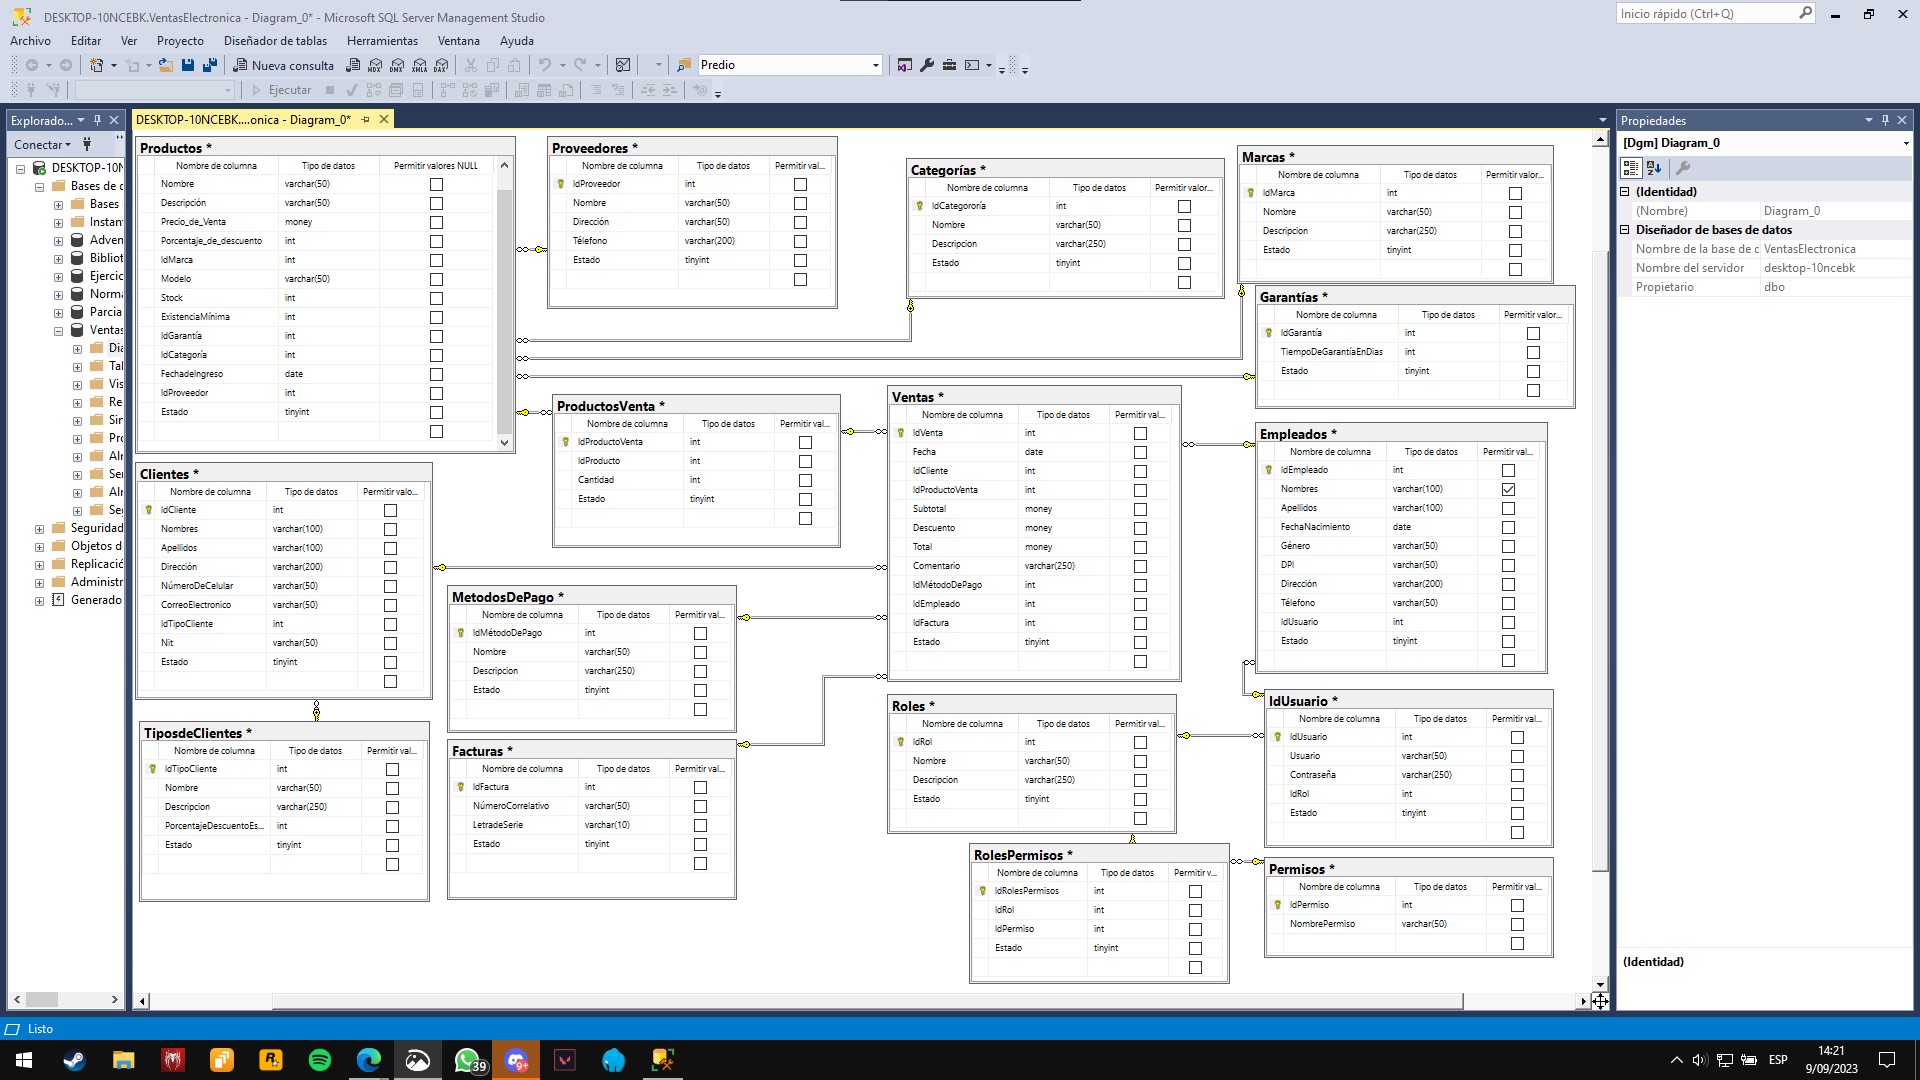 DESKTOP-10NCEBK.VentasElectronica - Diagram_0* - Microsoft SQL Server Management Studio
Inicio rápido (Ctrl+Q)
Archivo Editar Ver Proyecto Diseñador de tablas Herramientas Ventana Ayuda
Nueva consulta MDX DMX XMLA DAX Predio
Ejecutar
Explorado...
Conectar
DESKTOP-10N
Bases de c
Bases
Instan
Adven
Bibliot
Ejercic
Norma
Parcia
Ventas
Dia
Tal
Vis
Re
Sin
Pro
Alr
Ser
Alr
Seg
Seguridad
Objetos d
Replicació
Administr
Generado
DESKTOP-10NCEBK....onica - Diagram_0*
Productos *
Nombre de columna Tipo de datos Permitir valores NULL
Nombre varchar(50)
Descripción varchar(50)
Precio_de_Venta money
Porcentaje_de_descuento int
IdMarca int
Modelo varchar(50)
Stock int
ExistenciaMínima int
IdGarantía int
IdCategoría int
FechadeIngreso date
IdProveedor int
Estado tinyint
Proveedores *
Nombre de columna Tipo de datos Permitir val...
IdProveedor int
Nombre varchar(50)
Dirección varchar(50)
Télefono varchar(200)
Estado tinyint
Categorías *
Nombre de columna Tipo de datos Permitir valor...
IdCategororía int
Nombre varchar(50)
Descripcion varchar(250)
Estado tinyint
Marcas *
Nombre de columna Tipo de datos Permitir valor...
IdMarca int
Nombre varchar(50)
Descripcion varchar(250)
Estado tinyint
Garantías *
Nombre de columna Tipo de datos Permitir valor...
IdGarantía int
TiempoDeGarantíaEnDias int
Estado tinyint
ProductosVenta *
Nombre de columna Tipo de datos Permitir val...
IdProductoVenta int
IdProducto int
Cantidad int
Estado tinyint
Ventas *
Nombre de columna Tipo de datos Permitir val...
IdVenta int
Fecha date
IdCliente int
IdProductoVenta int
Subtotal money
Descuento money
Total money
Comentario varchar(250)
IdMétodoDePago int
IdEmpleado int
IdFactura int
Estado tinyint
Empleados *
Nombre de columna Tipo de datos Permitir val...
IdEmpleado int
Nombres varchar(100)
Apellidos varchar(100)
FechaNacimiento date
Género varchar(50)
DPI varchar(50)
Dirección varchar(200)
Télefono varchar(50)
IdUsuario int
Estado tinyint
Clientes *
Nombre de columna Tipo de datos Permitir valo...
IdCliente int
Nombres varchar(100)
Apellidos varchar(100)
Dirección varchar(200)
NúmeroDeCelular varchar(50)
CorreoElectronico varchar(50)
IdTipoCliente int
Nit varchar(50)
Estado tinyint
MetodosDePago *
Nombre de columna Tipo de datos Permitir val...
IdMétodoDePago int
Nombre varchar(50)
Descripcion varchar(250)
Estado tinyint
TiposdeClientes *
Nombre de columna Tipo de datos Permitir val...
IdTipoCliente int
Nombre varchar(50)
Descripcion varchar(250)
PorcentajeDescuentoEs... int
Estado tinyint
Facturas *
Nombre de columna Tipo de datos Permitir val...
IdFactura int
NúmeroCorrelativo varchar(50)
LetradeSerie varchar(10)
Estado tinyint
Roles *
Nombre de columna Tipo de datos Permitir val...
IdRol int
Nombre varchar(50)
Descripcion varchar(250)
Estado tinyint
IdUsuario *
Nombre de columna Tipo de datos Permitir val...
IdUsuario int
Usuario varchar(50)
Contraseña varchar(250)
IdRol int
Estado tinyint
RolesPermisos *
Nombre de columna Tipo de datos Permitir v...
IdRolesPermisos int
IdRol int
IdPermiso int
Estado tinyint
Permisos *
Nombre de columna Tipo de datos Permitir val...
IdPermiso int
NombrePermiso varchar(50)
Propiedades
[Dgm] Diagram_0
(Identidad)
(Nombre) Diagram_0
Diseñador de bases de datos
Nombre de la base de c VentasElectronica
Nombre del servidor desktop-10ncebk
Propietario dbo
(Identidad)
Listo
39
9+
ESP
14:21
9/09/2023